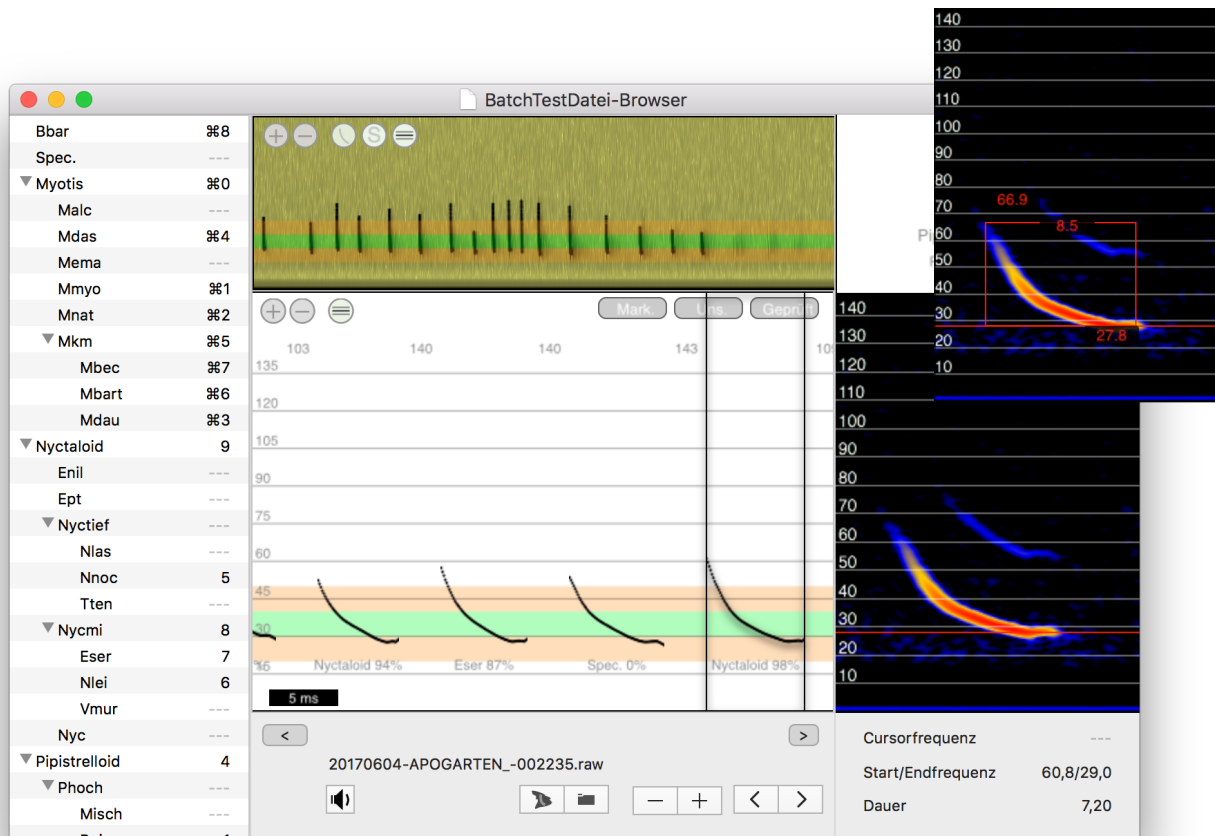 BatchTestDatei-Browser
Bbar ⌘8
Spec. ---
Myotis ⌘0
Malc ---
Mdas ⌘4
Mema ---
Mmyo ⌘1
Mnat ⌘2
Mkm ⌘5
Mbec ⌘7
Mbart ⌘6
Mdau ⌘3
Nyctaloid 9
Enil ---
Ept ---
Nyctief ---
Nlas ---
Nnoc 5
Tten ---
Nycmi 8
Eser 7
Nlei 6
Vmur ---
Nyc ---
Pipistrelloid 4
Phoch ---
Misch ---
S
Mark. Uns. Geprüft
103 140 140 143
135
120
105
90
75
60
45
30
15
Nyctaloid 94% Eser 87% Spec. 0% Nyctaloid 98%
5 ms
<
>
20170604-APOGARTEN_-002235.raw
− + < >
140
130
120
110
100
90
80
70
60
50
40
30
20
10
66.9
8.5
27.8
140
130
120
110
100
90
80
70
60
50
40
30
20
10
Cursorfrequenz ---
Start/Endfrequenz 60,8/29,0
Dauer 7,20